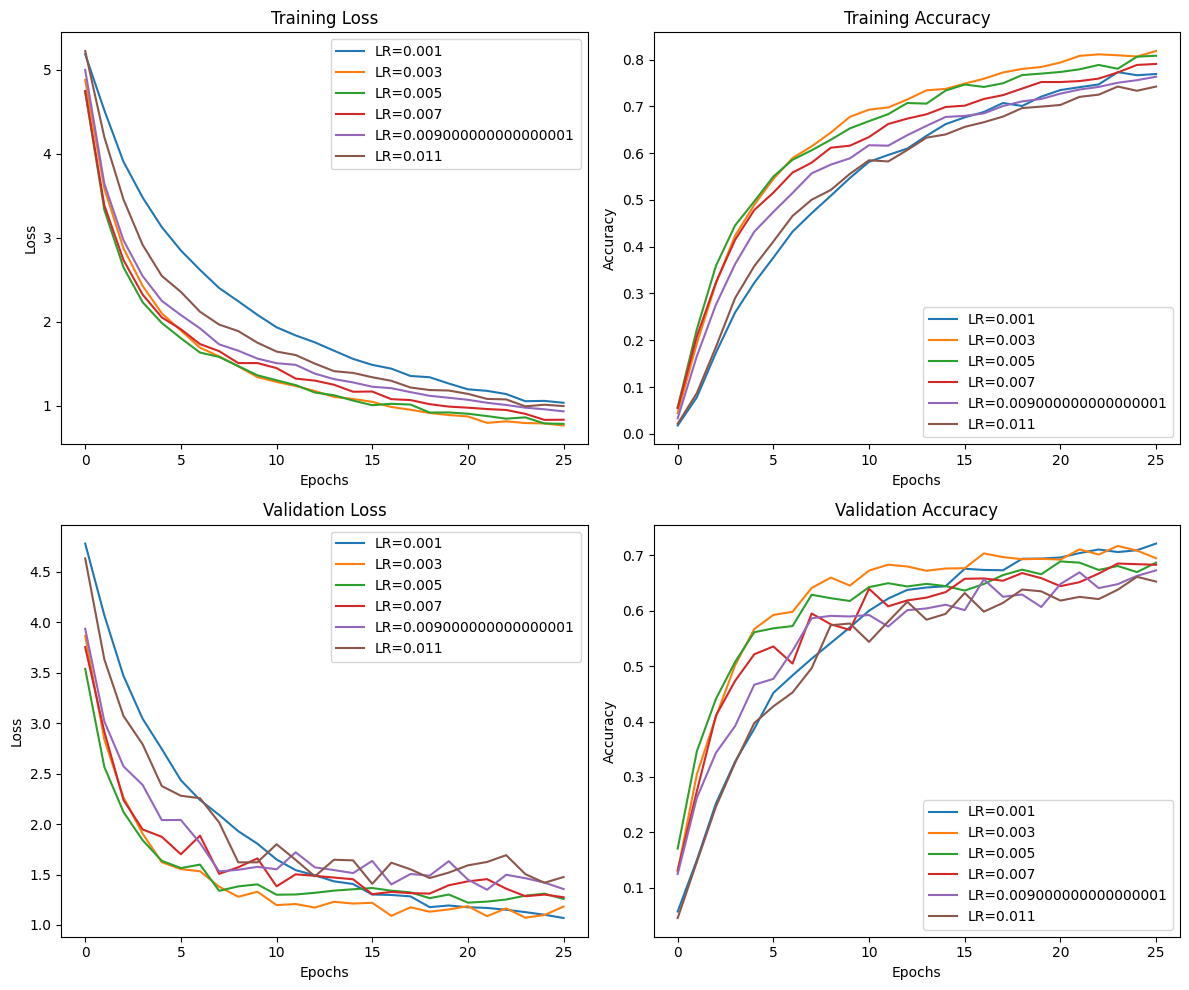 Training Loss
Loss
5
4
3
2
1
LR=0.001
LR=0.003
LR=0.005
LR=0.007
LR=0.009000000000000001
LR=0.011
0 5 10 15 20 25
Epochs
Training Accuracy
Accuracy
0.8
0.7
0.6
0.5
0.4
0.3
0.2
0.1
0.0
LR=0.001
LR=0.003
LR=0.005
LR=0.007
LR=0.009000000000000001
LR=0.011
0 5 10 15 20 25
Epochs
Validation Loss
Loss
4.5
4.0
3.5
3.0
2.5
2.0
1.5
1.0
LR=0.001
LR=0.003
LR=0.005
LR=0.007
LR=0.009000000000000001
LR=0.011
0 5 10 15 20 25
Epochs
Validation Accuracy
Accuracy
0.7
0.6
0.5
0.4
0.3
0.2
0.1
LR=0.001
LR=0.003
LR=0.005
LR=0.007
LR=0.009000000000000001
LR=0.011
0 5 10 15 20 25
Epochs